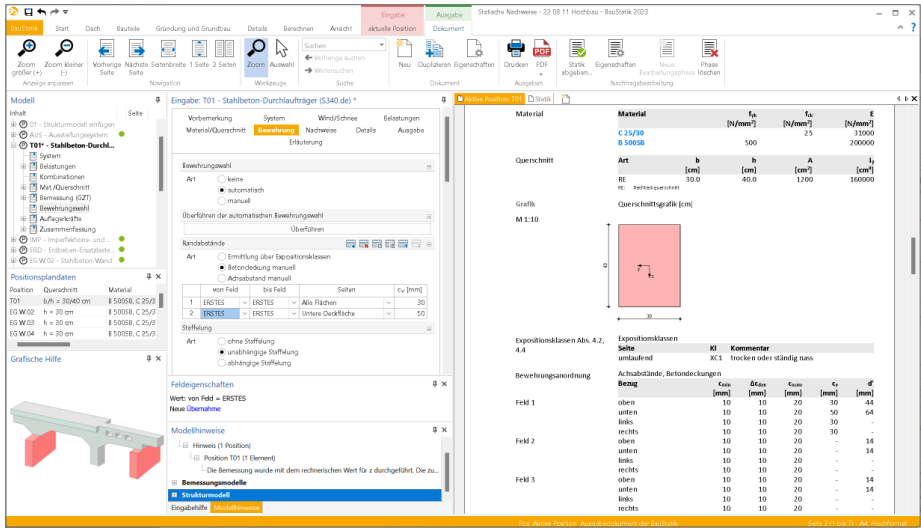 Eingabe Ausgabe Statische Nachweise - 22 08 11 Hochbau - BauStatik 2023
BauStatik Start Dach Bauteile Gründung und Grundbau Details Berechnen Ansicht aktuelle Position Dokument
Zoom größer (+) Zoom kleiner (-) Vorherige Seite Nächste Seite Seitenbreite 1 Seite 2 Seiten Zoom Auswahl
Suchen
Vorherige suchen
Weitersuchen
Neu Duplizieren Eigenschaften Drucken PDF Statik abgeben... Eigenschaften Neue Bearbeitungsphase Phase löschen
Anzeige anpassen Navigation Werkzeuge Suche Dokument Ausgeben Nachtragsbearbeitung
Modell
Inhalt Seite
01 - Strukturmodell einfügen
AUS - Aussteifungssystem
T01* - Stahlbeton-Durchl...
System
Belastungen
Kombinationen
Mat./Querschnitt
Bemessung (GZT)
Bewehrungswahl
Auflagerkräfte
Zusammenfassung
IMP - Imperfektions- und ...
ERD - Erdbeben-Ersatzlaste...
EG.W.02 - Stahlbeton-Wand
Positionsplandaten
Position Querschnitt Material
T01 b/h = 30/40 cm B 500SB, C 25/3
EG.W.02 h = 30 cm B 500SB, C 25/3
EG.W.03 h = 30 cm B 500SB, C 25/3
EG.W.04 h = 30 cm B 500SB, C 25/3
Grafische Hilfe
Eingabe: T01 - Stahlbeton-Durchlaufträger (S340.de) *
Vorbemerkung System Wind/Schnee Belastungen
Material/Querschnitt Bewehrung Nachweise Details Ausgabe
Erläuterung
Bewehrungswahl
Art keine
automatisch
manuell
Überführen der automatischen Bewehrungswahl
Überführen
Randabstände
Art Ermittlung über Expositionsklassen
Betondeckung manuell
Achsabstand manuell
von Feld bis Feld Seiten cv [mm]
1 ERSTES ERSTES Alle Flächen 30
2 ERSTES ERSTES Untere Deckfläche 50
Staffelung
Art ohne Staffelung
unabhängige Staffelung
abhängige Staffelung
Feldeigenschaften
Wert: von Feld = ERSTES
Neue Übernahme
Modellhinweise
Hinweis (1 Position)
Position T01 (1 Element)
Die Bemessung wurde mit dem rechnerischen Wert für z durchgeführt. Die zu...
Bemessungsmodelle
Strukturmodell
Eingabehilfe Modellhinweise
Aktive Position: T01 Statik
Material Material fyk fck E
[N/mm²] [N/mm²] [N/mm²]
C 25/30 25 31000
B 500SB 500 200000
Querschnitt Art b h A Iy
[cm] [cm] [cm²] [cm⁴]
RE 30.0 40.0 1200 160000
RE: Rechteckquerschnitt
Grafik Querschnittsgrafik [cm]
M 1:10
40
y
z
30
Expositionsklassen Abs. 4.2, 4.4 Expositionsklassen
Seite Kl Kommentar
umlaufend XC1 trocken oder ständig nass
Bewehrungsanordnung Achsabstände, Betondeckungen
Bezug cmin Δcdev cnom cv d'
[mm] [mm] [mm] [mm] [mm]
Feld 1 oben 10 10 20 30 44
unten 10 10 20 50 64
links 10 10 20 30 -
rechts 10 10 20 30 -
Feld 2 oben 10 10 20 - 14
unten 10 10 20 - 14
links 10 10 20 - -
rechts 10 10 20 - -
Feld 3 oben 10 10 20 - 14
unten 10 10 20 - 14
links 10 10 20 - -
rechts 10 10 20 - -
Pos. Aktive Position: Ausgabedokument der BauStatik Seite 3 (1 bis 7) - A4, Hochformat